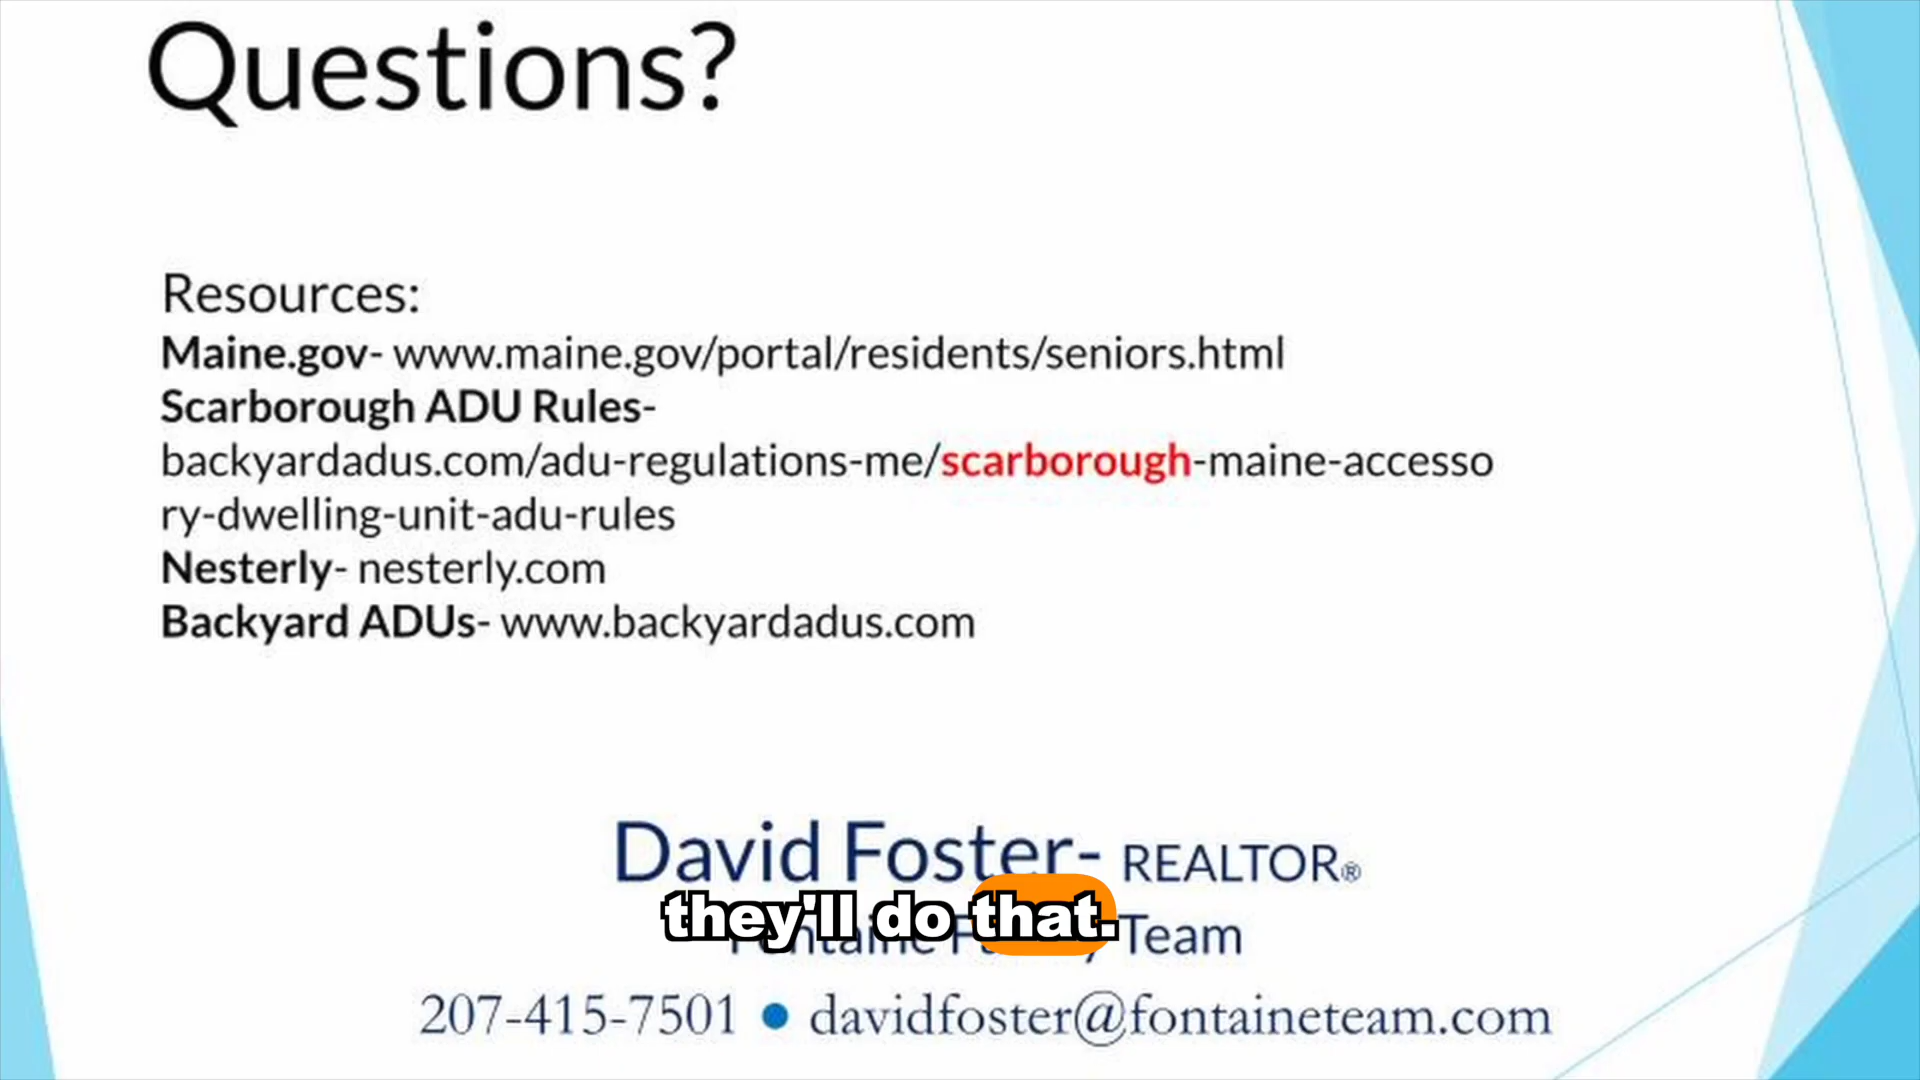 Questions?
Resources:
Maine.gov- www.maine.gov/portal/residents/seniors.html
Scarborough ADU Rules-
backyardadus.com/adu-regulations-me/scarborough-maine-accesso
ry-dwelling-unit-adu-rules
Nesterly- nesterly.com
Backyard ADUs- www.backyardadus.com
David Foster- REALTOR®
they'll do that.
Team
207-415-7501 ● davidfoster@fontaineteam.com